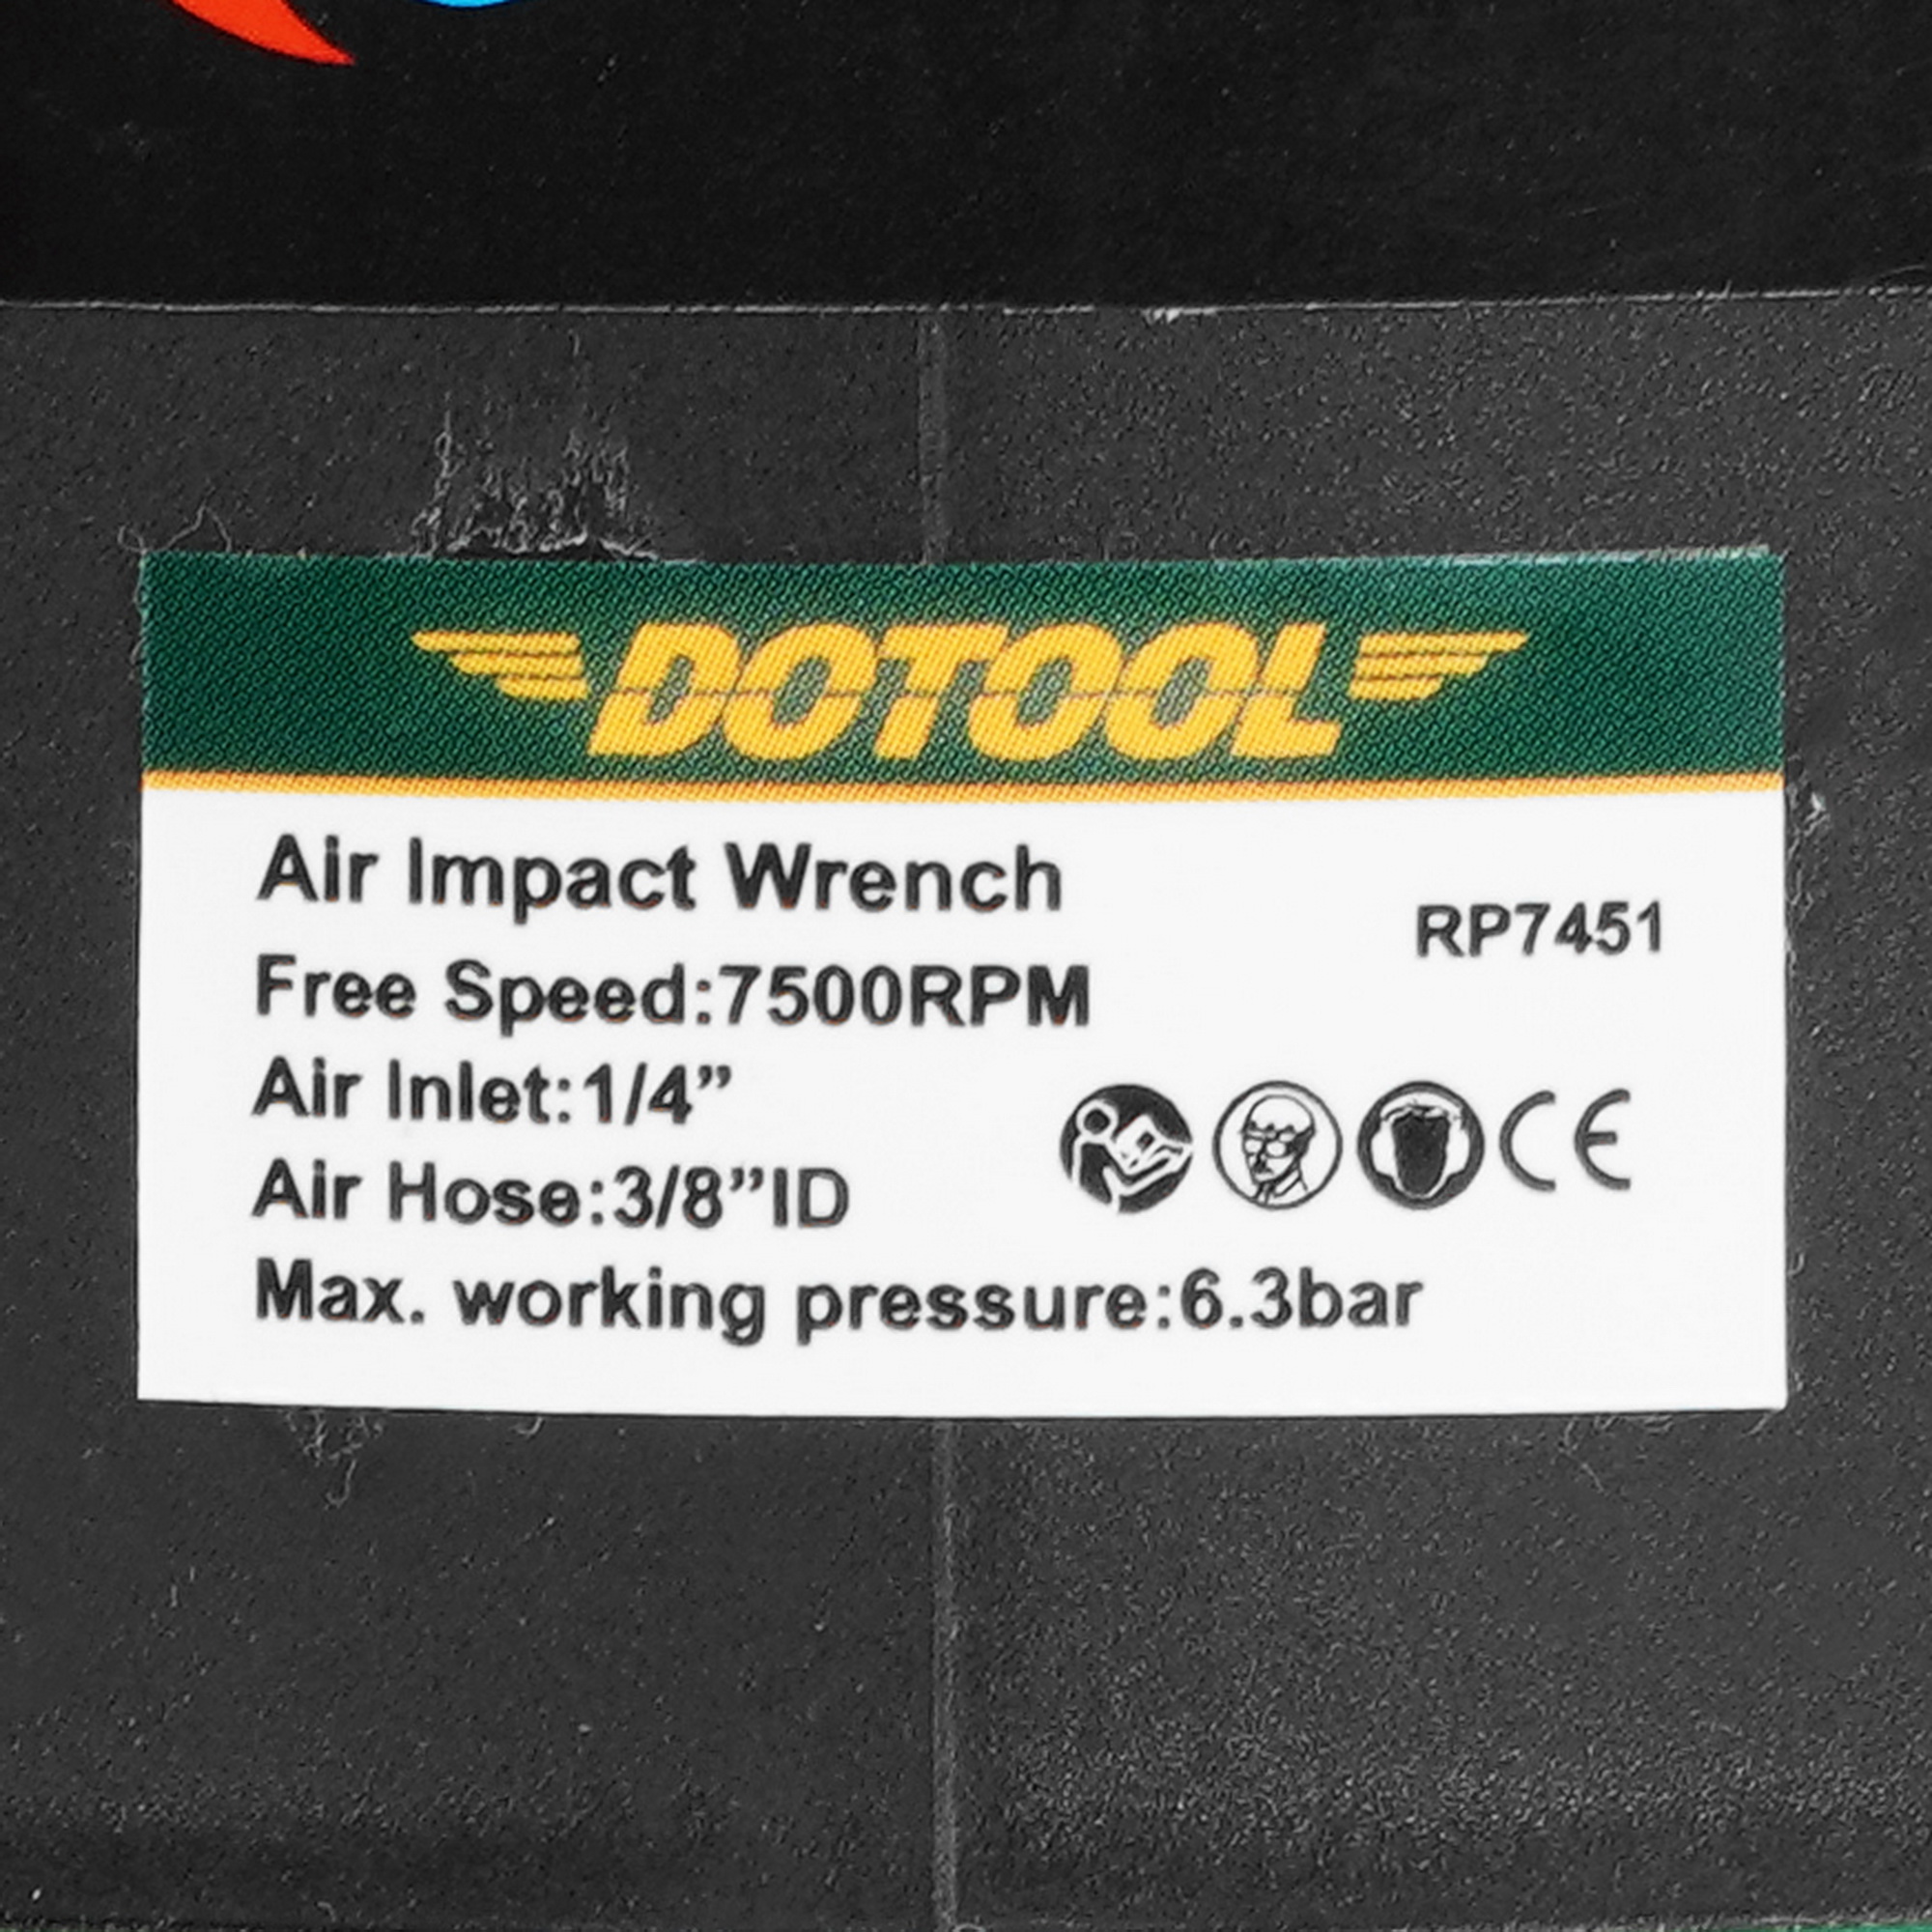 DOTOOL
Air Impact Wrench
RP7451
Free Speed:7500RPM
Air Inlet:1/4”
Air Hose:3/8”ID
CE
Max. working pressure:6.3bar